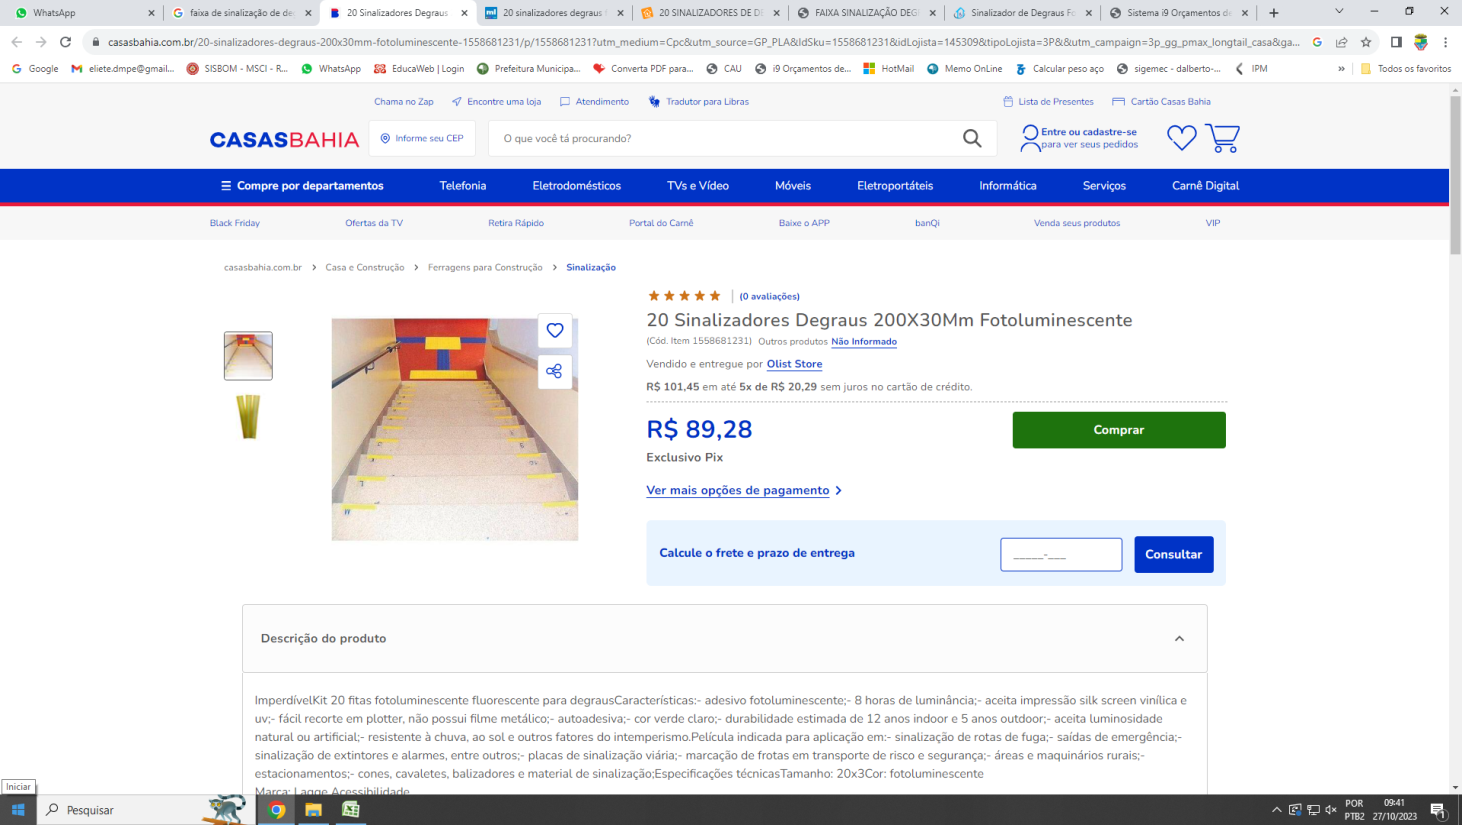 WhatsApp
faixa de sinalização de de
20 Sinalizadores Degraus
20 sinalizadores degraus
20 SINALIZADORES DE DE
FAIXA SINALIZAÇÃO DEG
Sinalizador de Degraus Fo
Sistema i9 Orçamentos de
casasbahia.com.br/20-sinalizadores-degraus-200x30mm-fotoluminescente-1558681231/p/1558681231?utm_medium=Cpc&utm_source=GP_PLA&IdSku=1558681231&idLojista=145309&tipoLojista=3P&&utm_campaign=3p_gg_pmax_longtail_casa&ga...
Google
eliete.dmpe@gmail...
SISBOM - MSCI - R...
WhatsApp
EducaWeb | Login
Prefeitura Municipa...
Converta PDF para...
CAU
i9 Orçamentos de...
HotMail
Memo OnLine
Calcular peso aço
sigemec - dalberto-...
IPM
Todos os favoritos
Chama no Zap
Encontre uma loja
Atendimento
Tradutor para Libras
Lista de Presentes
Cartão Casas Bahia
CASASBAHIA
Informe seu CEP
O que você tá procurando?
Entre ou cadastre-se
para ver seus pedidos
Compre por departamentos
Telefonia
Eletrodomésticos
TVs e Vídeo
Móveis
Eletroportáteis
Informática
Serviços
Carnê Digital
Black Friday
Ofertas da TV
Retira Rápido
Portal do Carnê
Baixe o APP
banQi
Venda seus produtos
VIP
casasbahia.com.br > Casa e Construção > Ferragens para Construção > Sinalização
(0 avaliações)
20 Sinalizadores Degraus 200X30Mm Fotoluminescente
(Cód. Item 1558681231) Outros produtos Não Informado
Vendido e entregue por Olist Store
R$ 101,45 em até 5x de R$ 20,29 sem juros no cartão de crédito.
R$ 89,28
Comprar
Exclusivo Pix
Ver mais opções de pagamento
Calcule o frete e prazo de entrega
_____-___
Consultar
Descrição do produto
ImperdívelKit 20 fitas fotoluminescente fluorescente para degrausCaracterísticas:- adesivo fotoluminescente;- 8 horas de luminância;- aceita impressão silk screen vinílica e
uv;- fácil recorte em plotter, não possui filme metálico;- autoadesiva;- cor verde claro;- durabilidade estimada de 12 anos indoor e 5 anos outdoor;- aceita luminosidade
natural ou artificial;- resistente à chuva, ao sol e outros fatores do intemperismo.Película indicada para aplicação em:- sinalização de rotas de fuga;- saídas de emergência;-
sinalização de extintores e alarmes, entre outros;- placas de sinalização viária;- marcação de frotas em transporte de risco e segurança;- áreas e maquinários rurais;-
estacionamentos;- cones, cavaletes, balizadores e material de sinalização;Especificações técnicasTamanho: 20x3Cor: fotoluminescente
Marca: Lagge Acessibilidade
Iniciar
Pesquisar
POR
PTB2
09:41
27/10/2023
1